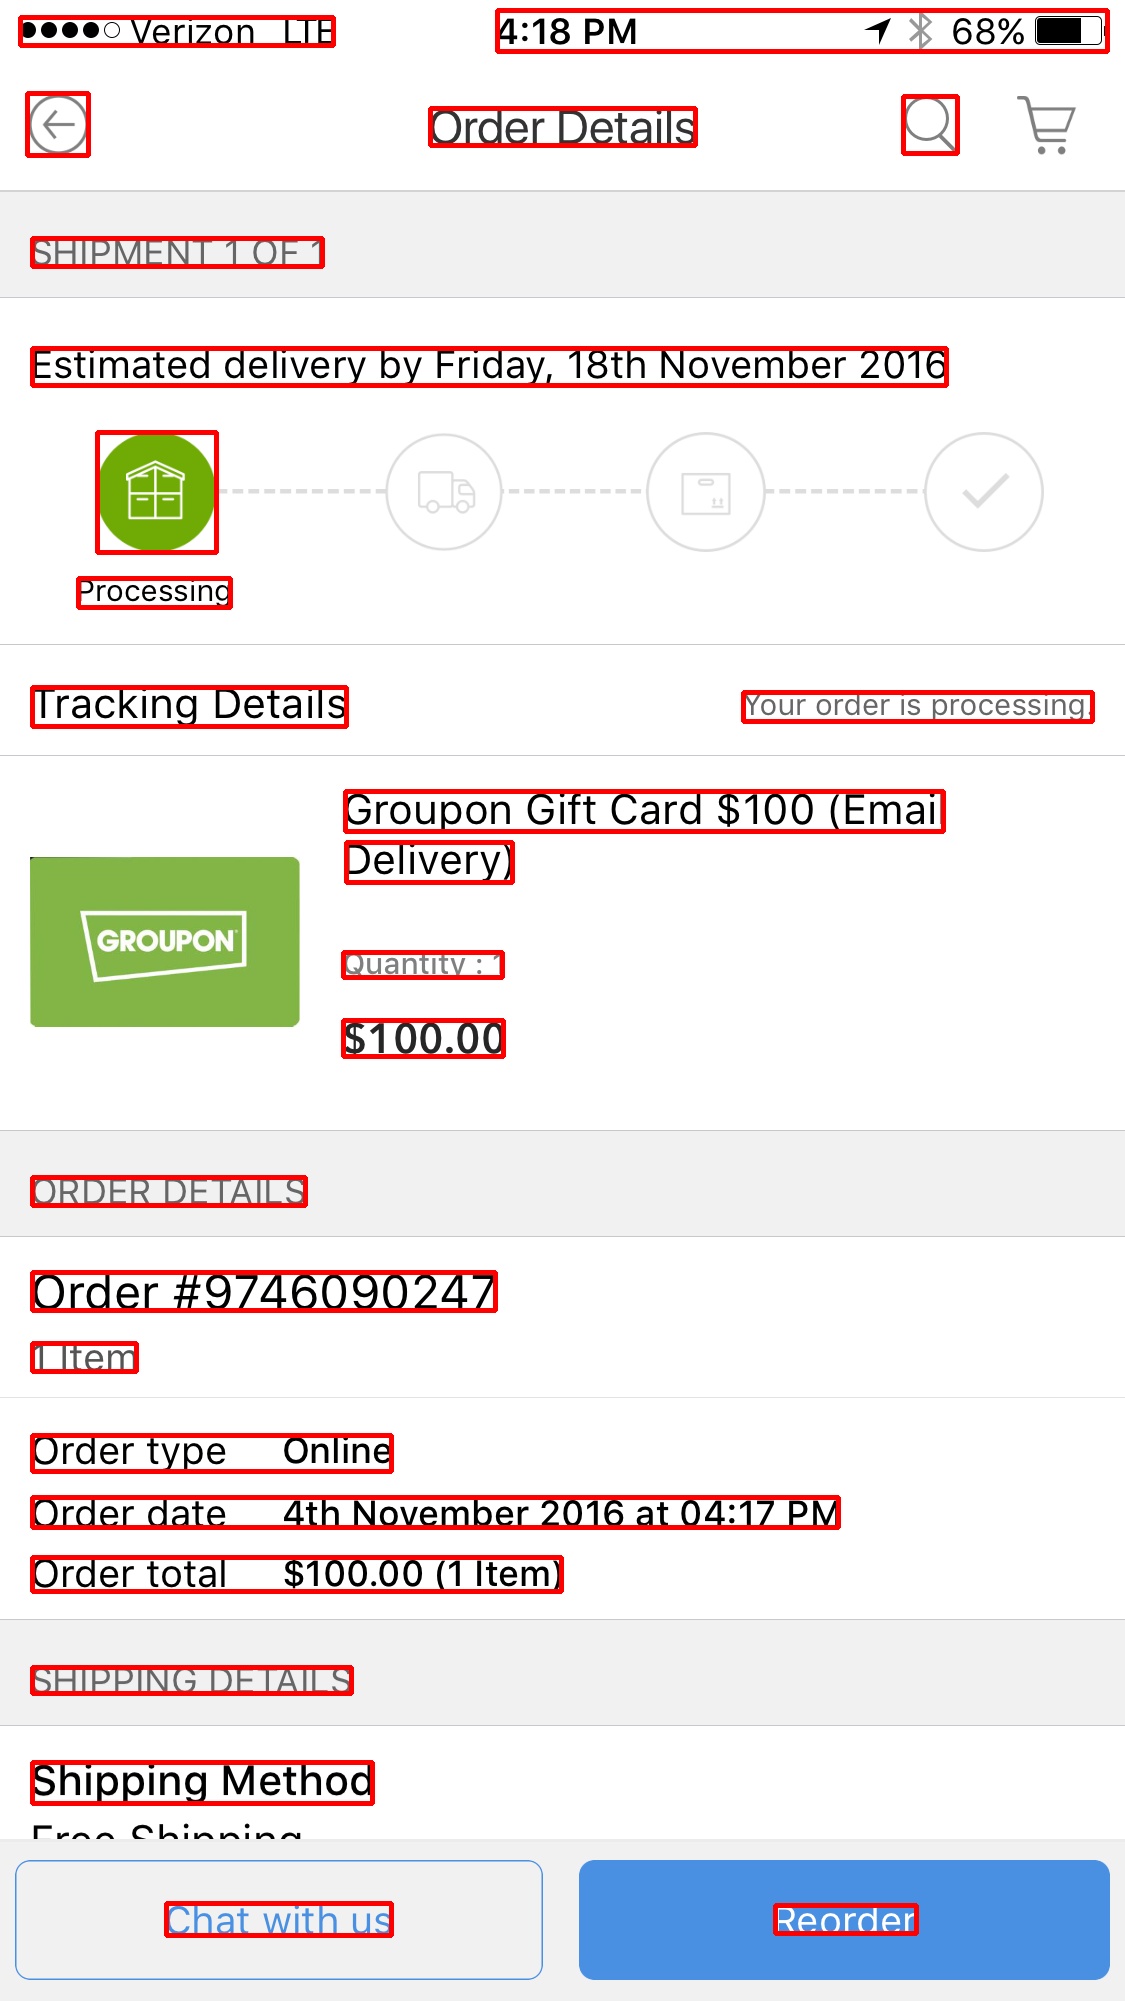 Verizon LTE 4:18 PM 68%
Order Details
SHIPMENT 1 OF 1
Estimated delivery by Friday, 18th November 2016
Processing
Tracking Details Your order is processing.
Groupon Gift Card $100 (Email
Delivery)
GROUPON
Quantity : 1
$100.00
ORDER DETAILS
Order #9746090247
1 Item
Order type Online
Order date 4th November 2016 at 04:17 PM
Order total $100.00 (1 Item)
SHIPPING DETAILS
Shipping Method
Free Shipping
Chat with us Reorder